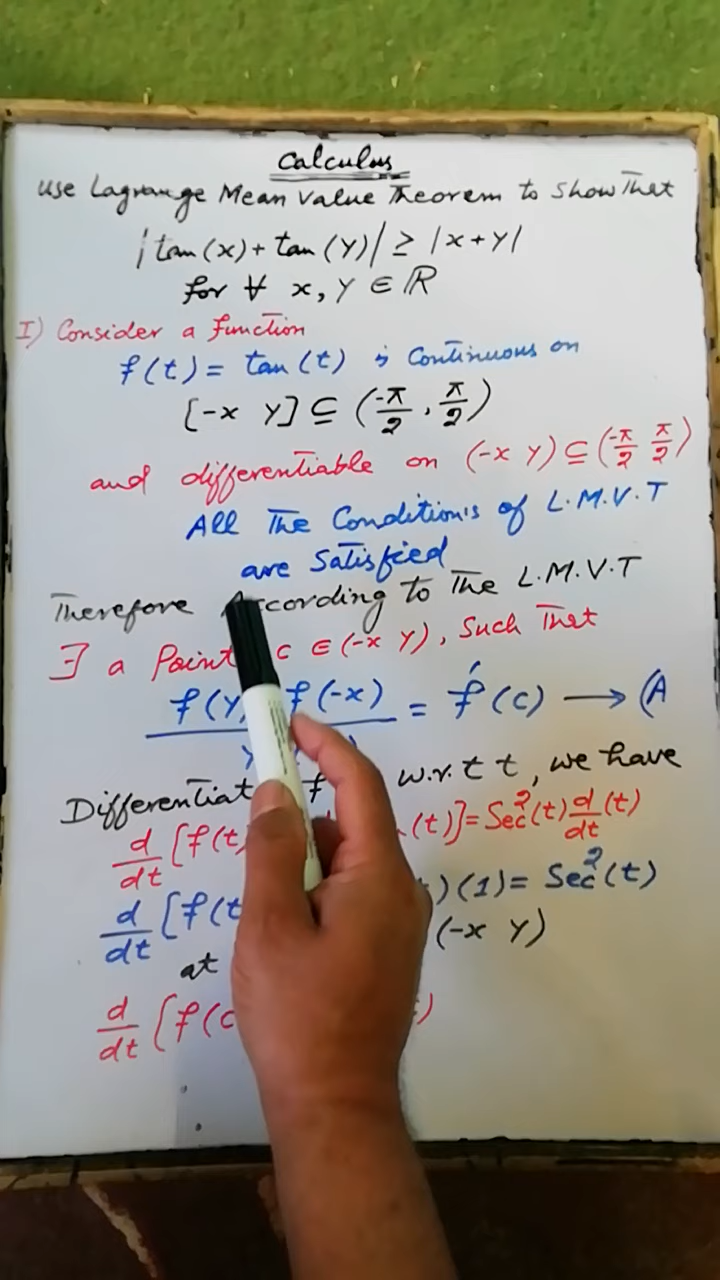 Calculus
Use Lagrange Mean Value Theorem to Show That
|tan(x) + tan(Y)| ≥ |x+Y|
for ∀ x, Y ∈ ℝ
I) Consider a function
f(t) = tan(t) is Continuous on
[-x Y] ⊆ (-π/2, π/2)
and differentiable on (-x Y) ⊆ (-π/2 π/2)
All The Condition's of L.M.V.T
are Satisfied
Therefore According to The L.M.V.T
∃ a Point c ∈ (-x Y), Such That
f(Y) f(-x) / Y = f'(c) → (A
Differentiat f w.r.t t, we have
d/dt [f(t) (t)] = Sec²(t) d/dt (t)
d/dt [f(t ) (1) = Sec²(t)
at (-x Y)
d/dt [f(c )